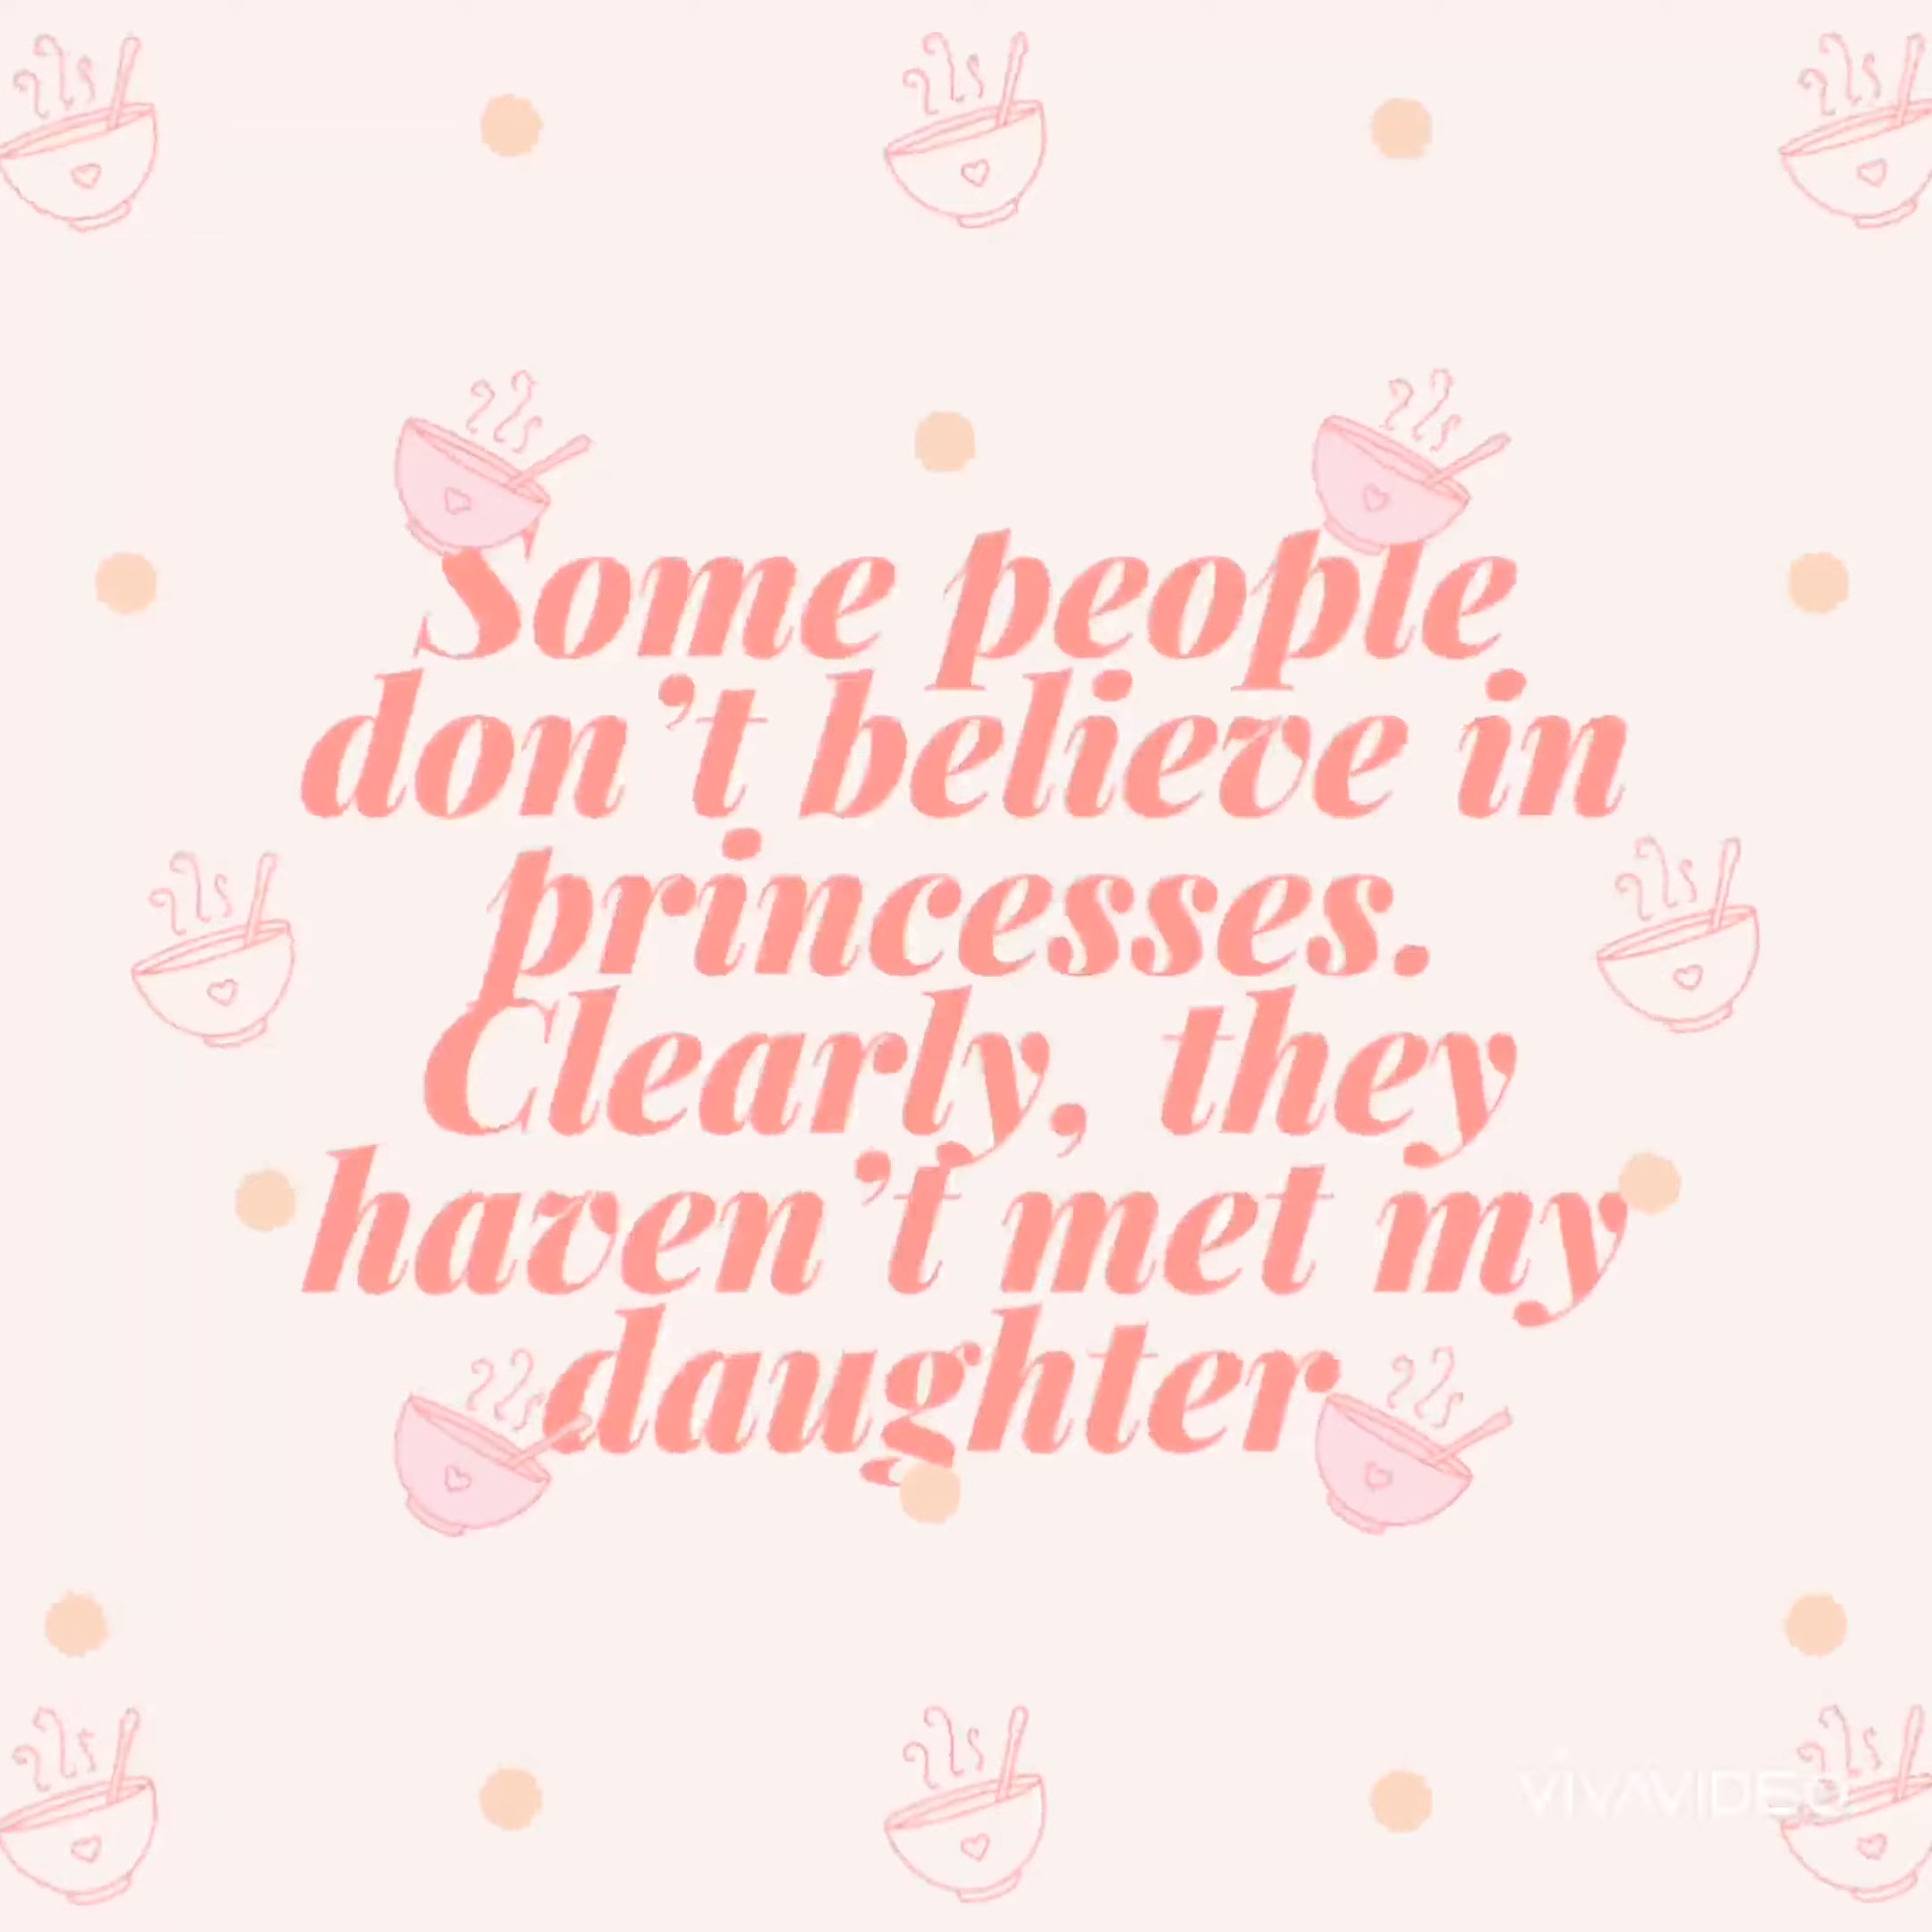 Some people
don’t believe in
princesses.
Clearly, they
haven’t met my
daughter
VIVAVIDEO